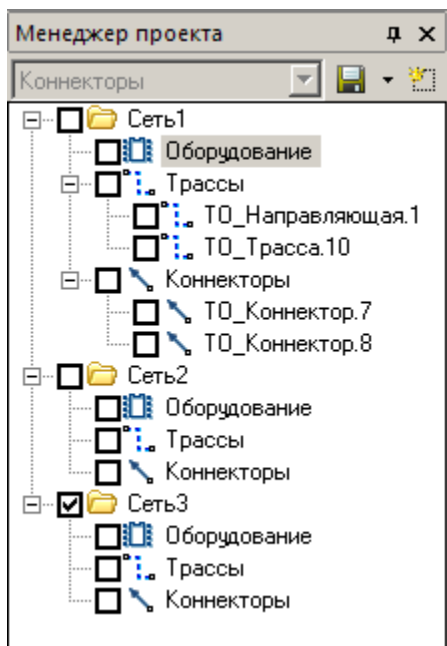 Менеджер проекта
Коннекторы
Сеть1
Оборудование
Трассы
ТО_Направляющая.1
ТО_Трасса.10
Коннекторы
ТО_Коннектор.7
ТО_Коннектор.8
Сеть2
Оборудование
Трассы
Коннекторы
Сеть3
Оборудование
Трассы
Коннекторы